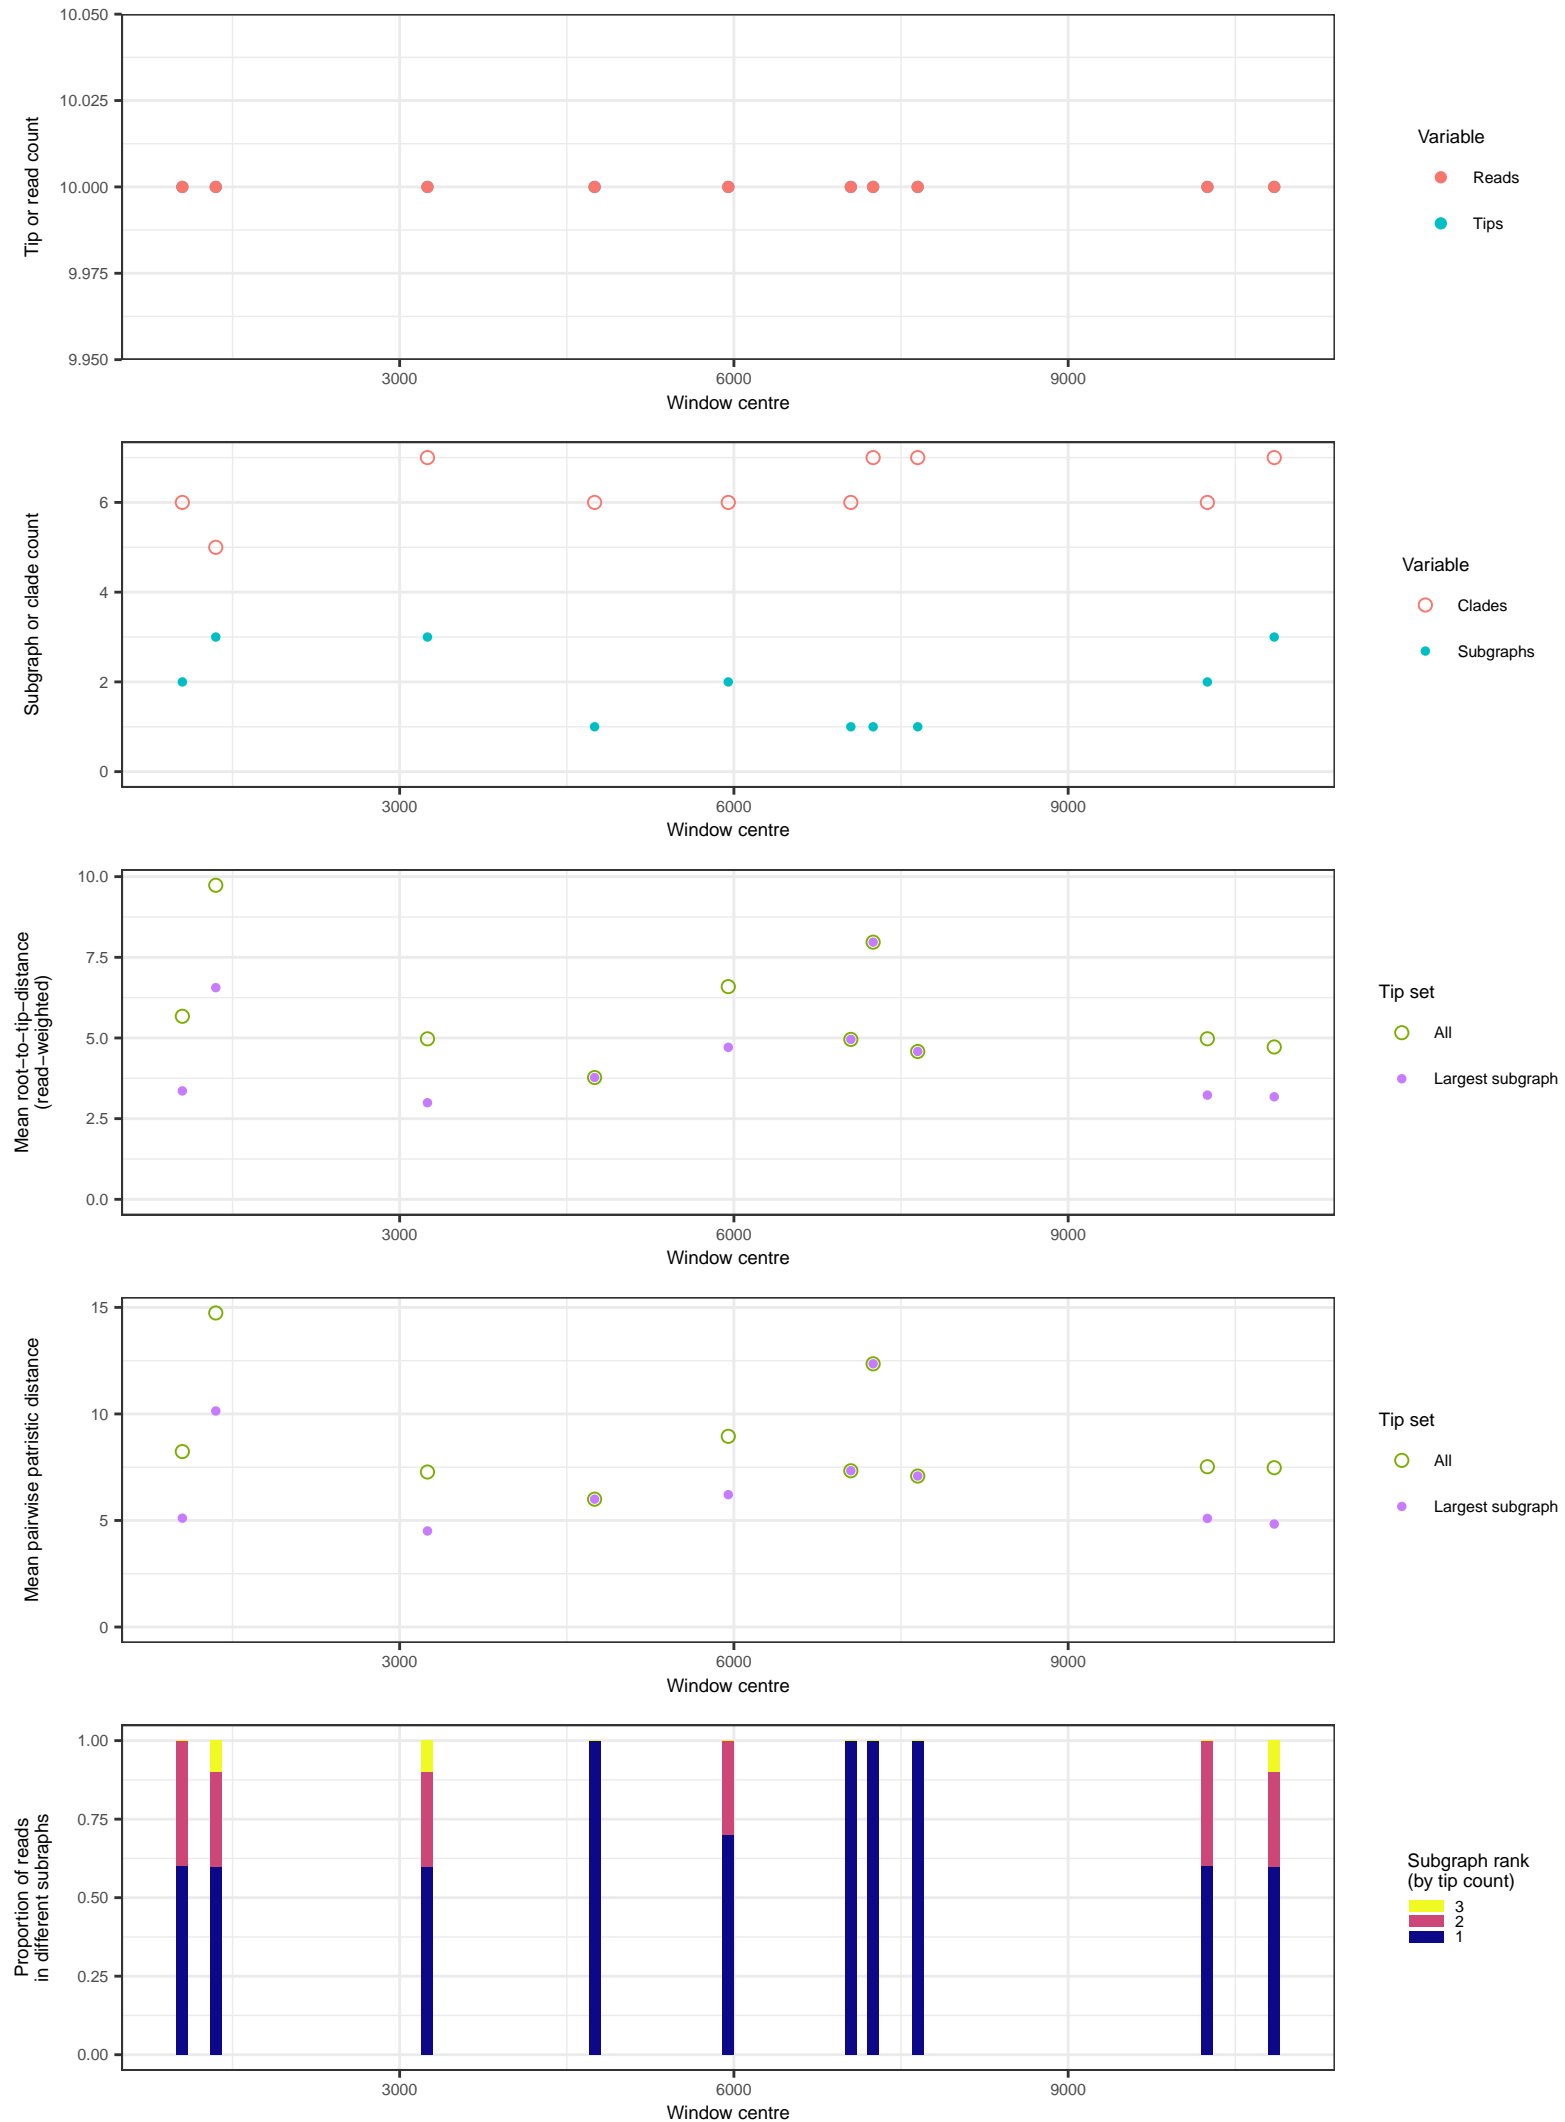 10.050
10.025
10.000
9.975
9.950
Tip or read count
3000
6000
9000
Window centre
Variable
Reads
Tips
6
4
2
0
Subgraph or clade count
3000
6000
9000
Window centre
Variable
Clades
Subgraphs
10.0
7.5
5.0
2.5
0.0
Mean root−to−tip−distance
(read−weighted)
3000
6000
9000
Window centre
Tip set
All
Largest subgraph
15
10
5
0
Mean pairwise patristic distance
3000
6000
9000
Window centre
Tip set
All
Largest subgraph
1.00
0.75
0.50
0.25
0.00
Proportion of reads
in different subraphs
3000
6000
9000
Window centre
Subgraph rank
(by tip count)
3
2
1